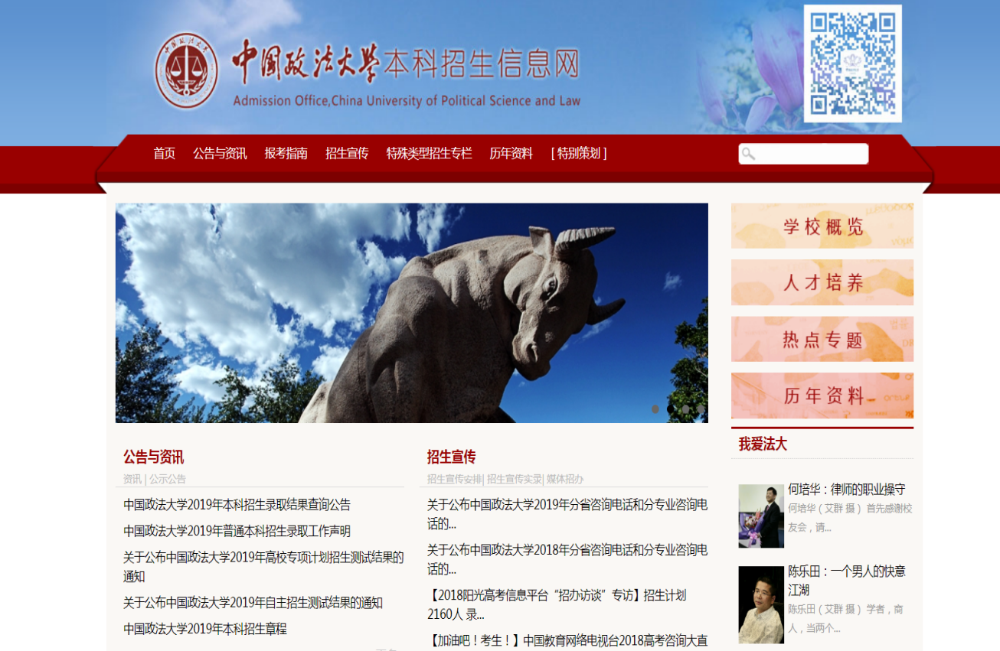 中国政法大学本科招生信息网
Admission Office,China University of Political Science and Law
首页 公告与资讯 报考指南 招生宣传 特殊类型招生专栏 历年资料 [ 特别策划 ]
学校概览
人才培养
热点专题
历年资料
我爱法大
何培华：律师的职业操守
何培华（艾群 摄） 首先感谢校
友会，请...
陈乐田：一个男人的快意
江湖
陈乐田（艾群 摄） 学者，商
人，当两个...
公告与资讯
资讯 | 公示公告
中国政法大学2019年本科招生录取结果查询公告
中国政法大学2019年普通本科招生录取工作声明
关于公布中国政法大学2019年高校专项计划招生测试结果的
通知
关于公布中国政法大学2019年自主招生测试结果的通知
中国政法大学2019年本科招生章程
招生宣传
招生宣传安排| 招生宣传实录| 媒体招办
关于公布中国政法大学2019年分省咨询电话和分专业咨询电
话的...
关于公布中国政法大学2018年分省咨询电话和分专业咨询电
话的...
【2018阳光高考信息平台“招办访谈”专访】招生计划
2160人 录...
【加油吧！考生！】中国教育网络电视台2018高考咨询大直